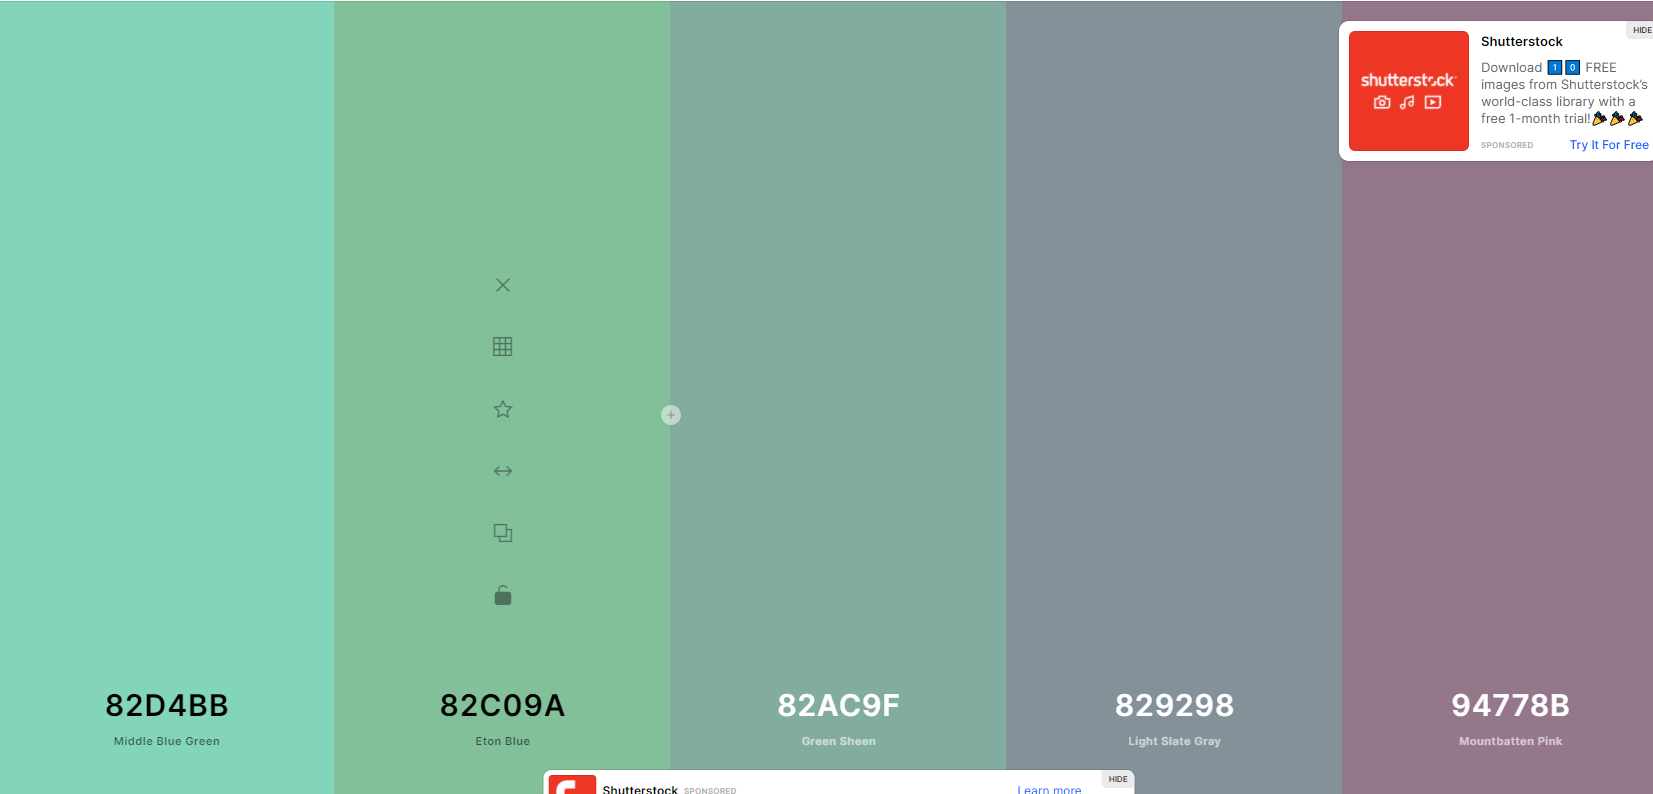 HIDE
shutterstock
Shutterstock
Download 1 0 FREE
images from Shutterstock's
world-class library with a
free 1-month trial!
SPONSORED Try It For Free
82D4BB
Middle Blue Green
82C09A
Eton Blue
82AC9F
Green Sheen
829298
Light Slate Gray
94778B
Mountbatten Pink
HIDE
Shutterstock SPONSORED Learn more